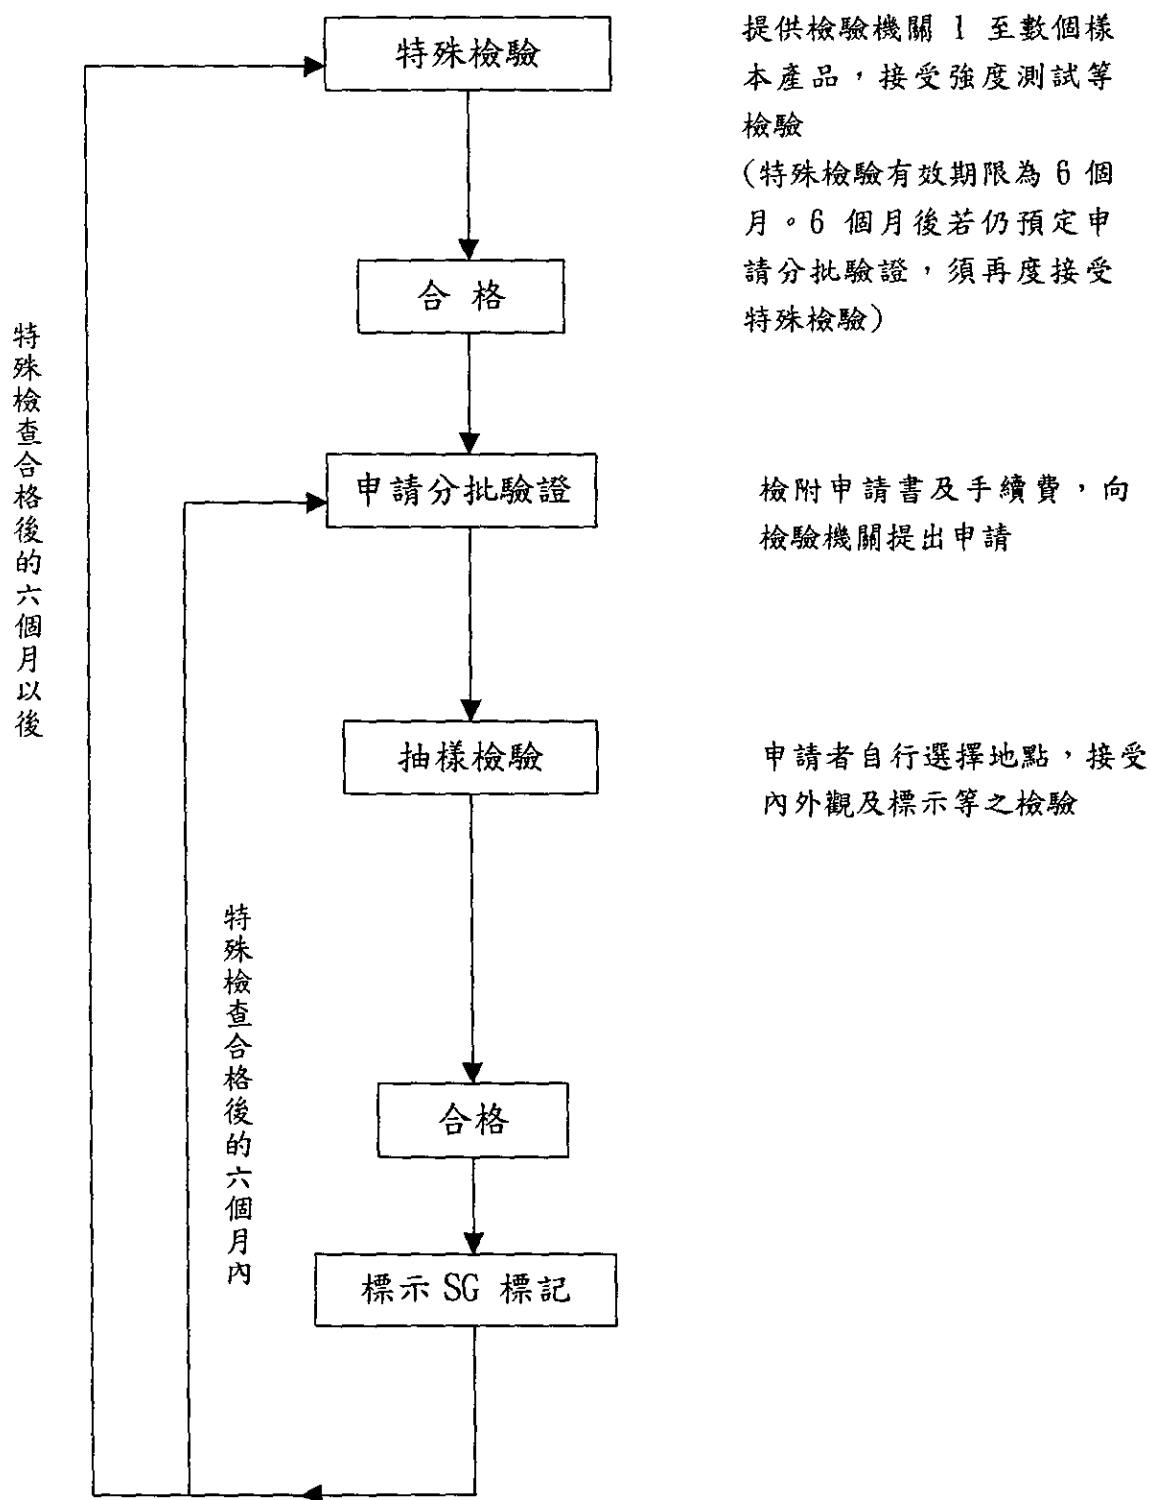 特殊檢驗
提供檢驗機關 1 至數個樣
本產品，接受強度測試等
檢驗
(特殊檢驗有效期限為 6 個
月。6 個月後若仍預定申
請分批驗證，須再度接受
特殊檢驗)
合 格
特殊檢查合格後的六個月以後
申請分批驗證
檢附申請書及手續費，向
檢驗機關提出申請
抽樣檢驗
申請者自行選擇地點，接受
內外觀及標示等之檢驗
特殊檢查合格後的六個月內
合格
標示 SG 標記